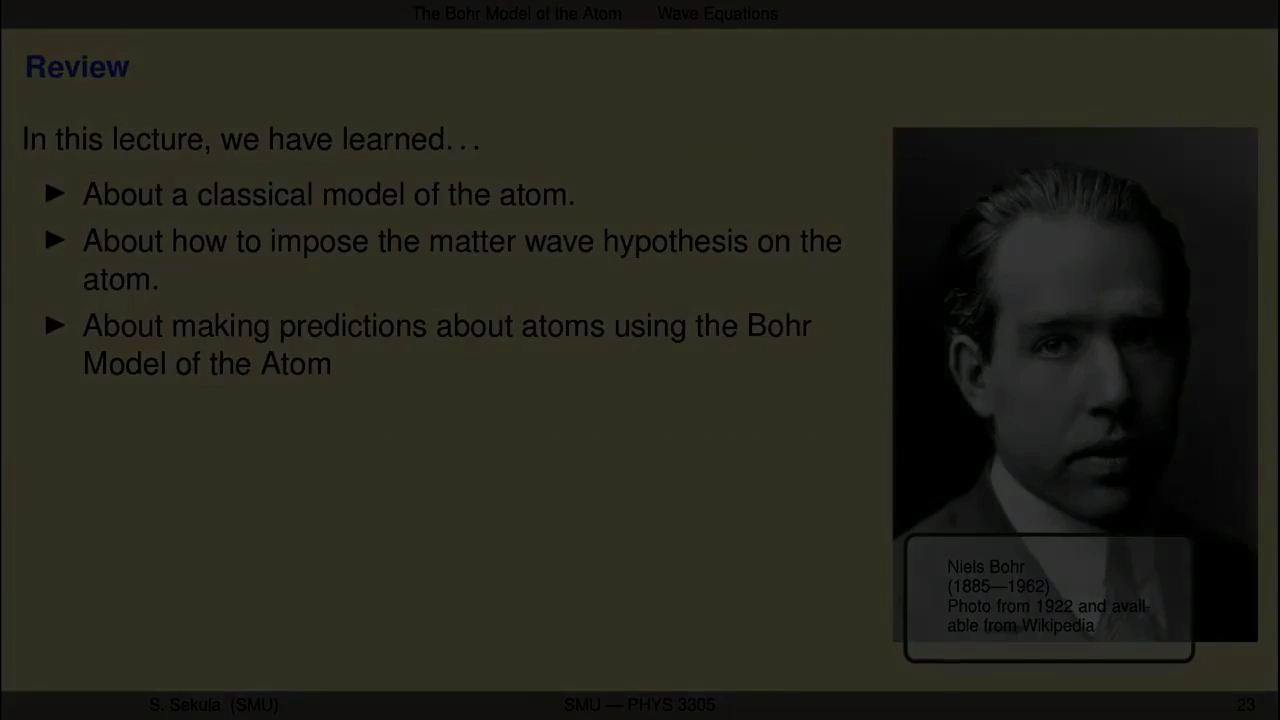 The Bohr Model of the Atom Wave Equations
Review
In this lecture, we have learned...
► About a classical model of the atom.
► About how to impose the matter wave hypothesis on the
atom.
► About making predictions about atoms using the Bohr
Model of the Atom
Niels Bohr
(1885—1962)
Photo from 1922 and avail-
able from Wikipedia
S. Sekula (SMU) SMU — PHYS 3305 23